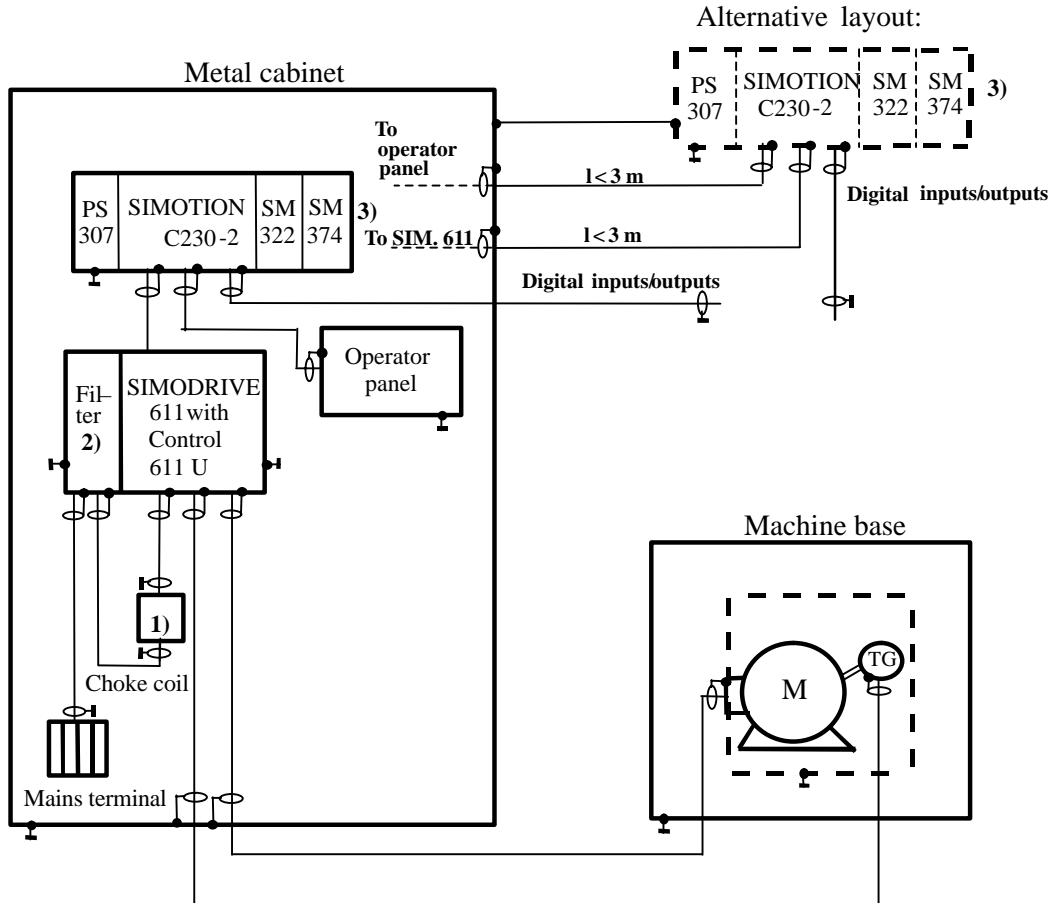 Alternative layout:
Metal cabinet
PS
307
SIMOTION
C230-2
SM
322
SM
374
3)
To
operator
panel
l < 3 m
Digital inputs/outputs
PS
307
SIMOTION
C230-2
SM
322
SM
374
3)
To SIM. 611
l < 3 m
Digital inputs/outputs
Operator
panel
Fil–
ter
2)
SIMODRIVE
611 with
Control
611 U
Machine base
1)
Choke coil
M
TG
Mains terminal